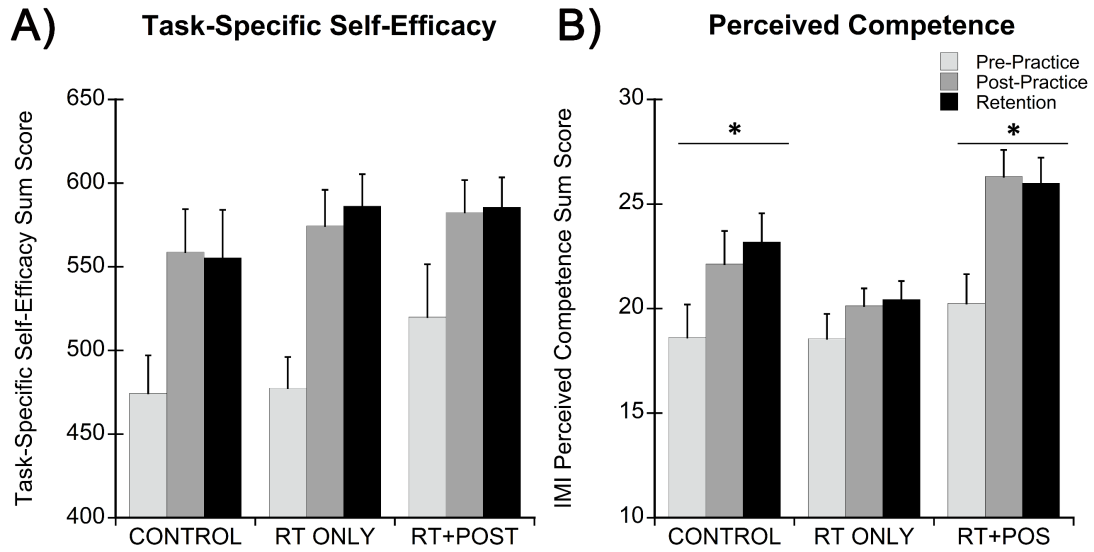 A)
Task-Specific Self-Efficacy
Task-Specific Self-Efficacy Sum Score
650
600
550
500
450
400
CONTROL
RT ONLY
RT+POST
B)
Perceived Competence
Pre-Practice
Post-Practice
Retention
IMI Perceived Competence Sum Score
30
25
20
15
10
*
*
CONTROL
RT ONLY
RT+POS